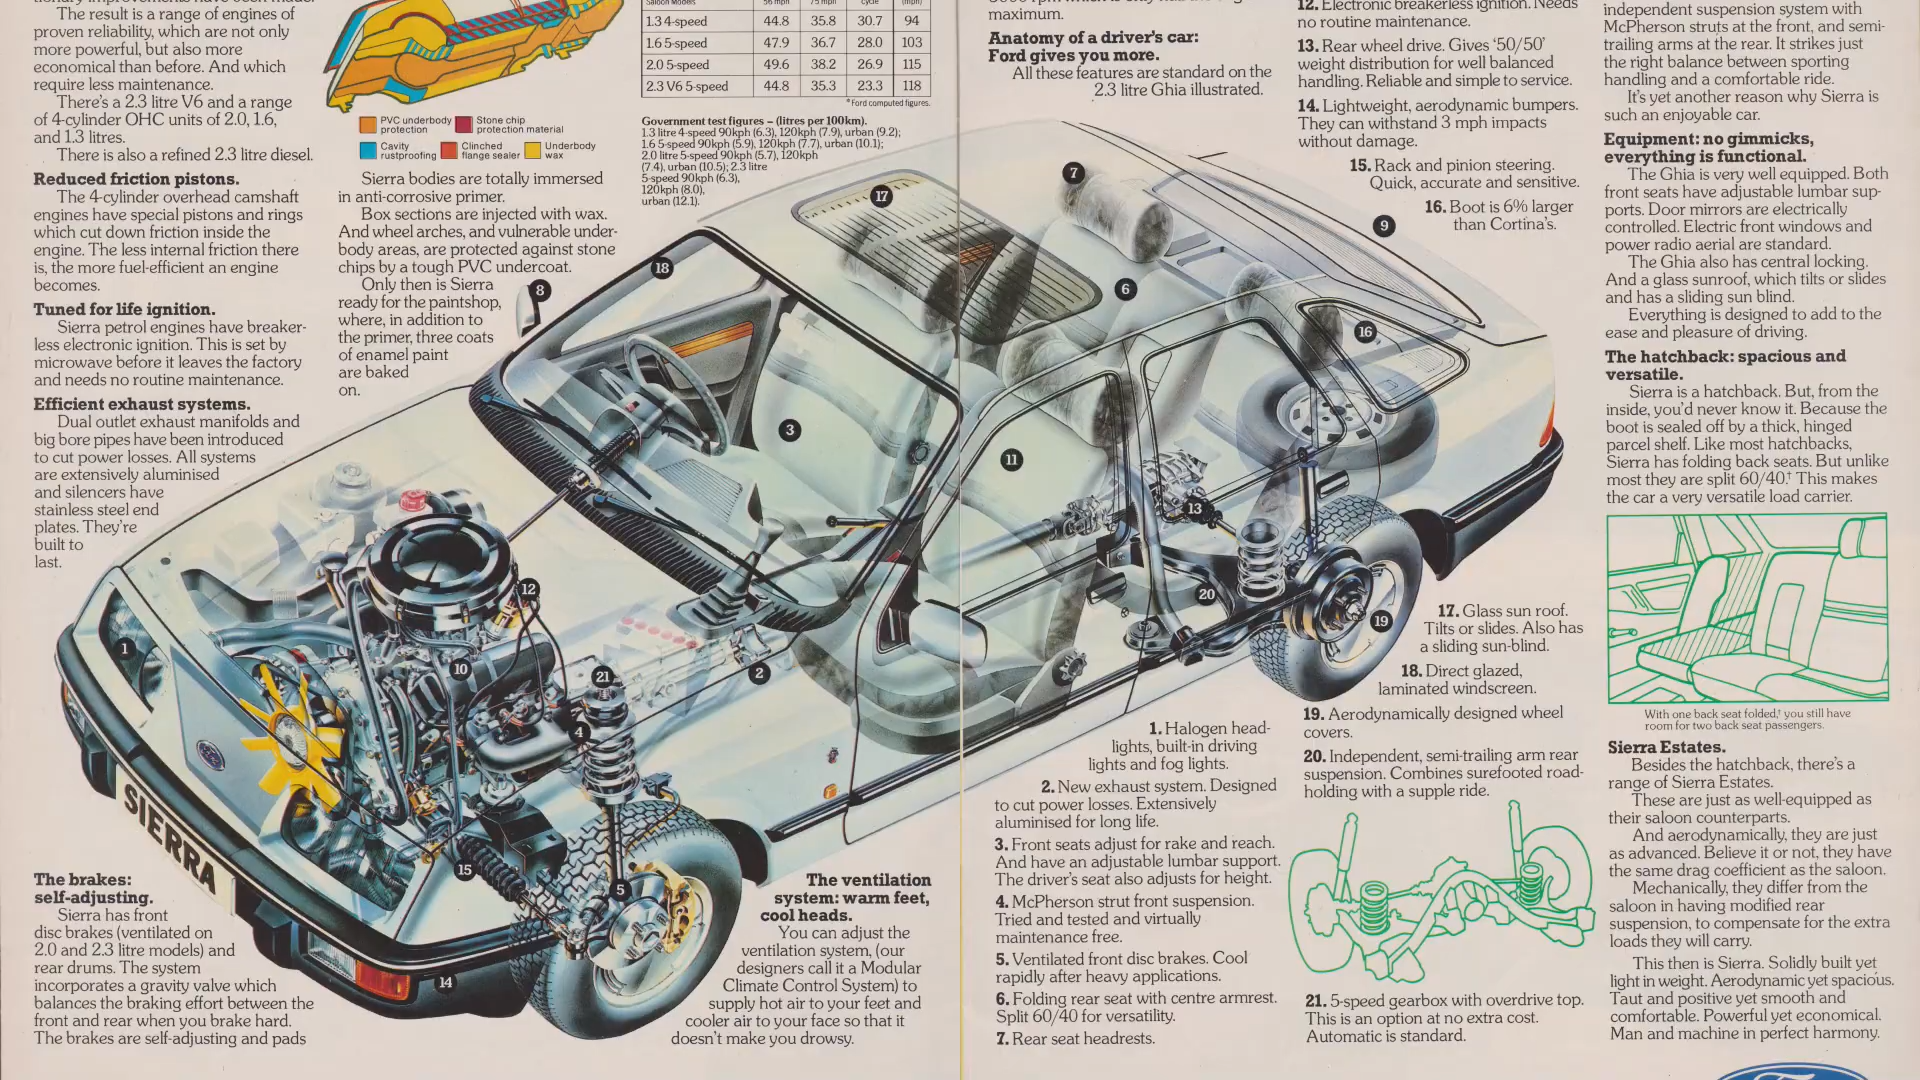 The result is a range of engines of
proven reliability, which are not only
more powerful, but also more
economical than before. And which
require less maintenance.
There's a 2.3 litre V6 and a range
of 4-cylinder OHC units of 2.0, 1.6,
and 1.3 litres.
There is also a refined 2.3 litre diesel.
Reduced friction pistons.
The 4-cylinder overhead camshaft
engines have special pistons and rings
which cut down friction inside the
engine. The less internal friction there
is, the more fuel-efficient an engine
becomes.
Tuned for life ignition.
Sierra petrol engines have breaker-
less electronic ignition. This is set by
microwave before it leaves the factory
and needs no routine maintenance.
Efficient exhaust systems.
Dual outlet exhaust manifolds and
big bore pipes have been introduced
to cut power losses. All systems
are extensively aluminised
and silencers have
stainless steel end
plates. They're
built to
last.
The brakes:
self-adjusting.
Sierra has front
disc brakes (ventilated on
2.0 and 2.3 litre models) and
rear drums. The system
incorporates a gravity valve which
balances the braking effort between the
front and rear when you brake hard.
The brakes are self-adjusting and pads
PVC underbody
protection
Stone chip
protection material
Cavity
rustproofing
Clinched
flange sealer
Underbody
wax
Sierra bodies are totally immersed
in anti-corrosive primer.
Box sections are injected with wax.
And wheel arches, and vulnerable under-
body areas, are protected against stone
chips by a tough PVC undercoat.
Only then is Sierra
ready for the paintshop,
where, in addition to
the primer, three coats
of enamel paint
are baked
on.
Saloon Models 56 mph 75 mph cycle (mph)
1.3 4-speed 44.8 35.8 30.7 94
1.6 5-speed 47.9 36.7 28.0 103
2.0 5-speed 49.6 38.2 26.9 115
2.3 V6 5-speed 44.8 35.3 23.3 118
*Ford computed figures.
Government test figures – (litres per 100km).
1.3 litre 4-speed 90kph (6.3), 120kph (7.9), urban (9.2);
1.6 5-speed 90kph (5.9), 120kph (7.7), urban (10.1);
2.0 litre 5-speed 90kph (5.7), 120kph
(7.4), urban (10.5); 2.3 litre
5-speed 90kph (6.3),
120kph (8.0),
urban (12.1).
The ventilation
system: warm feet,
cool heads.
You can adjust the
ventilation system, (our
designers call it a Modular
Climate Control System) to
supply hot air to your feet and
cooler air to your face so that it
doesn't make you drowsy.
SIERRA
1
2
3
4
5
6
7
8
9
10
11
12
13
14
15
16
17
18
19
20
21
maximum.
Anatomy of a driver's car:
Ford gives you more.
All these features are standard on the
2.3 litre Ghia illustrated.
1. Halogen head-
lights, built-in driving
lights and fog lights.
2. New exhaust system. Designed
to cut power losses. Extensively
aluminised for long life.
3. Front seats adjust for rake and reach.
And have an adjustable lumbar support.
The driver's seat also adjusts for height.
4. McPherson strut front suspension.
Tried and tested and virtually
maintenance free.
5. Ventilated front disc brakes. Cool
rapidly after heavy applications.
6. Folding rear seat with centre armrest.
Split 60/40 for versatility.
7. Rear seat headrests.
12. Electronic breakerless ignition. Needs
no routine maintenance.
13. Rear wheel drive. Gives '50/50'
weight distribution for well balanced
handling. Reliable and simple to service.
14. Lightweight, aerodynamic bumpers.
They can withstand 3 mph impacts
without damage.
15. Rack and pinion steering.
Quick, accurate and sensitive.
16. Boot is 6% larger
than Cortina's.
17. Glass sun roof.
Tilts or slides. Also has
a sliding sun-blind.
18. Direct glazed,
laminated windscreen.
19. Aerodynamically designed wheel
covers.
20. Independent, semi-trailing arm rear
suspension. Combines surefooted road-
holding with a supple ride.
21. 5-speed gearbox with overdrive top.
This is an option at no extra cost.
Automatic is standard.
independent suspension system with
McPherson struts at the front, and semi-
trailing arms at the rear. It strikes just
the right balance between sporting
handling and a comfortable ride.
It's yet another reason why Sierra is
such an enjoyable car.
Equipment: no gimmicks,
everything is functional.
The Ghia is very well equipped. Both
front seats have adjustable lumbar sup-
ports. Door mirrors are electrically
controlled. Electric front windows and
power radio aerial are standard.
The Ghia also has central locking.
And a glass sunroof, which tilts or slides
and has a sliding sun blind.
Everything is designed to add to the
ease and pleasure of driving.
The hatchback: spacious and
versatile.
Sierra is a hatchback. But, from the
inside, you'd never know it. Because the
boot is sealed off by a thick, hinged
parcel shelf. Like most hatchbacks,
Sierra has folding back seats. But unlike
most they are split 60/40.† This makes
the car a very versatile load carrier.
With one back seat folded,† you still have
room for two back seat passengers.
Sierra Estates.
Besides the hatchback, there's a
range of Sierra Estates.
These are just as well-equipped as
their saloon counterparts.
And aerodynamically, they are just
as advanced. Believe it or not, they have
the same drag coefficient as the saloon.
Mechanically, they differ from the
saloon in having modified rear
suspension, to compensate for the extra
loads they will carry.
This then is Sierra. Solidly built yet
light in weight. Aerodynamic yet spacious.
Taut and positive yet smooth and
comfortable. Powerful yet economical.
Man and machine in perfect harmony.